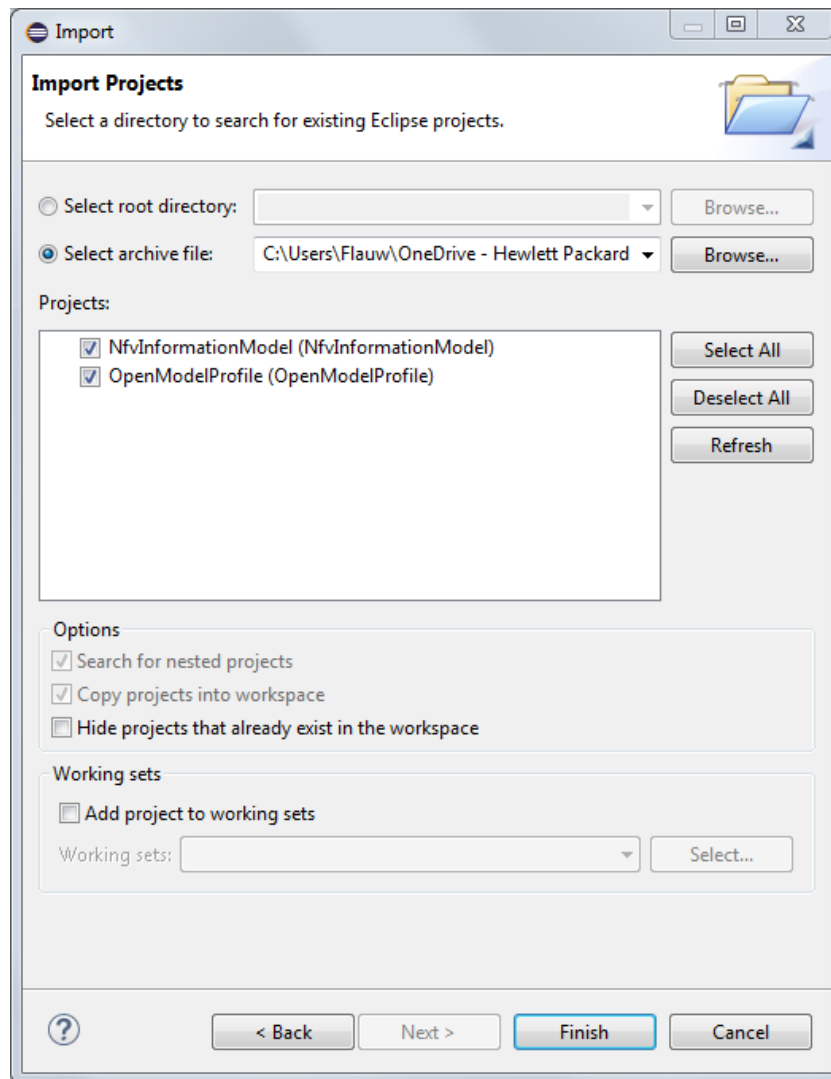 Import
Import Projects
Select a directory to search for existing Eclipse projects.
Select root directory:
Browse...
Select archive file: C:\Users\Flauw\OneDrive - Hewlett Packard
Browse...
Projects:
NfvInformationModel (NfvInformationModel)
OpenModelProfile (OpenModelProfile)
Select All
Deselect All
Refresh
Options
Search for nested projects
Copy projects into workspace
Hide projects that already exist in the workspace
Working sets
Add project to working sets
Working sets:
Select...
?
< Back
Next >
Finish
Cancel